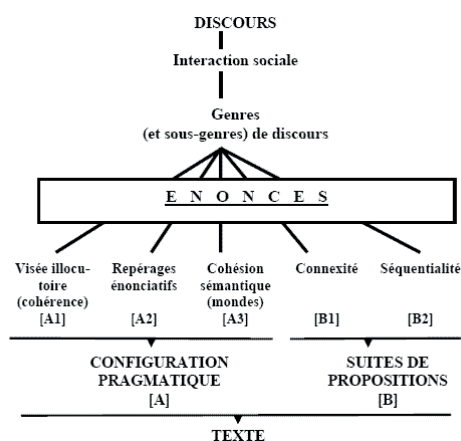 DISCOURS
Interaction sociale
Genres
(et sous-genres) de discours
E N O N C E S
Visée illocu-
toire
(cohérence)
[A1]
Repérages
énonciatifs
[A2]
Cohésion
sémantique
(mondes)
[A3]
Connexité
[B1]
Séquentialité
[B2]
CONFIGURATION
PRAGMATIQUE
[A]
SUITES DE
PROPOSITIONS
[B]
TEXTE